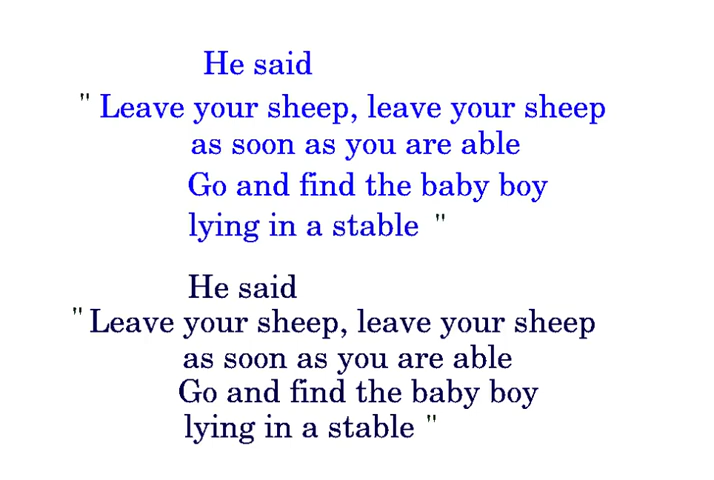 He said
" Leave your sheep, leave your sheep
as soon as you are able
Go and find the baby boy
lying in a stable "
He said
" Leave your sheep, leave your sheep
as soon as you are able
Go and find the baby boy
lying in a stable "